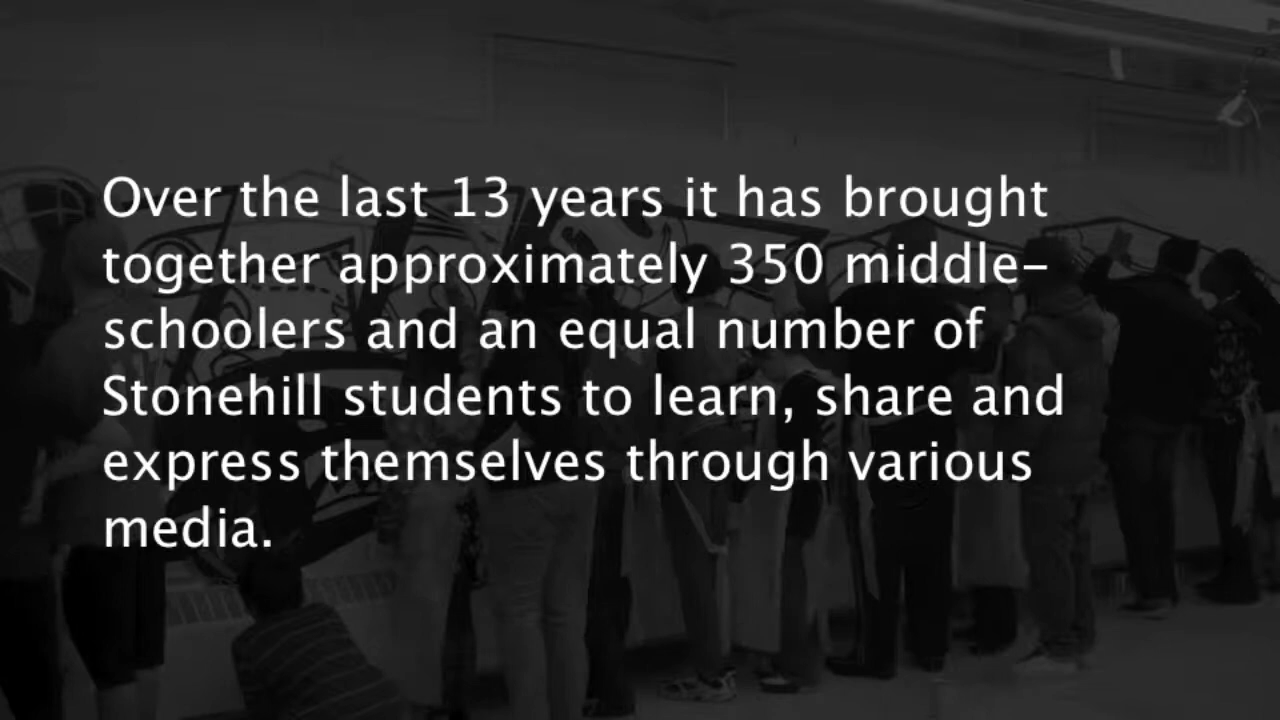 Over the last 13 years it has brought
together approximately 350 middle-
schoolers and an equal number of
Stonehill students to learn, share and
express themselves through various
media.